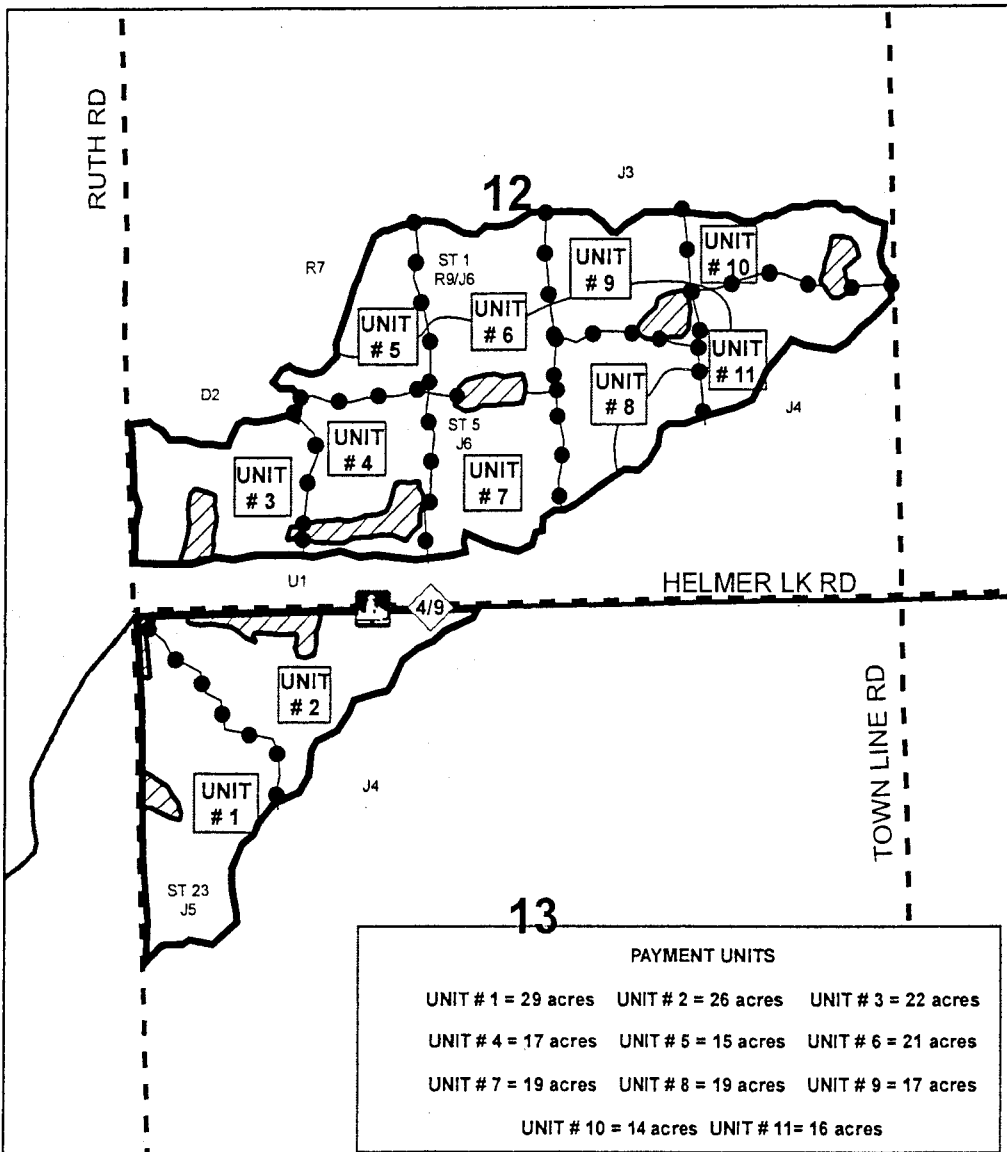 RUTH RD
J3
12
R7
ST 1
R9/J6
UNIT
# 10
UNIT
# 9
UNIT
# 5
UNIT
# 6
UNIT
# 11
D2
UNIT
# 8
J4
ST 5
J6
UNIT
# 4
UNIT
# 3
UNIT
# 7
U1
HELMER LK RD
4/9
UNIT
# 2
UNIT
# 1
J4
TOWN LINE RD
ST 23
J5
13
PAYMENT UNITS
UNIT # 1 = 29 acres UNIT # 2 = 26 acres UNIT # 3 = 22 acres
UNIT # 4 = 17 acres UNIT # 5 = 15 acres UNIT # 6 = 21 acres
UNIT # 7 = 19 acres UNIT # 8 = 19 acres UNIT # 9 = 17 acres
UNIT # 10 = 14 acres UNIT # 11= 16 acres